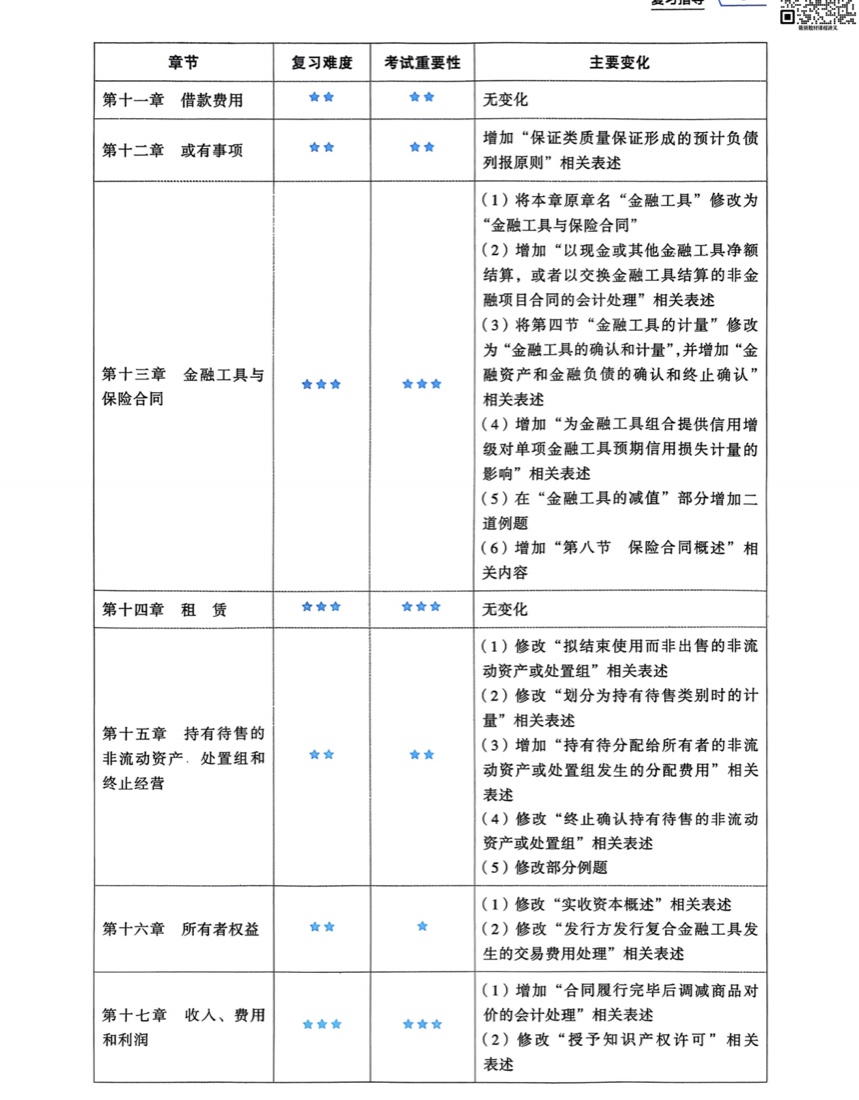 复习指导
章节 复习难度 考试重要性 主要变化
第十一章 借款费用 ★★ ★★ 无变化
第十二章 或有事项 ★★ ★★
增加“保证类质量保证形成的预计负债
列报原则”相关表述
第十三章 金融工具与
保险合同
★★★ ★★★
（1）将本章原章名“金融工具”修改为
“金融工具与保险合同”
（2）增加“以现金或其他金融工具净额
结算，或者以交换金融工具结算的非金
融项目合同的会计处理”相关表述
（3）将第四节“金融工具的计量”修改
为“金融工具的确认和计量”,并增加“金
融资产和金融负债的确认和终止确认”
相关表述
（4）增加“为金融工具组合提供信用增
级对单项金融工具预期信用损失计量的
影响”相关表述
（5）在“金融工具的减值”部分增加二
道例题
（6）增加“第八节 保险合同概述”相
关内容
第十四章 租 赁 ★★★ ★★★ 无变化
第十五章 持有待售的
非流动资产、处置组和
终止经营
★★ ★★
（1）修改“拟结束使用而非出售的非流
动资产或处置组”相关表述
（2）修改“划分为持有待售类别时的计
量”相关表述
（3）增加“持有待分配给所有者的非流
动资产或处置组发生的分配费用”相关
表述
（4）修改“终止确认持有待售的非流动
资产或处置组”相关表述
（5）修改部分例题
第十六章 所有者权益 ★★ ★
（1）修改“实收资本概述”相关表述
（2）修改“发行方发行复合金融工具发
生的交易费用处理”相关表述
第十七章 收入、费用
和利润
★★★ ★★★
（1）增加“合同履行完毕后调减商品对
价的会计处理”相关表述
（2）修改“授予知识产权许可”相关
表述